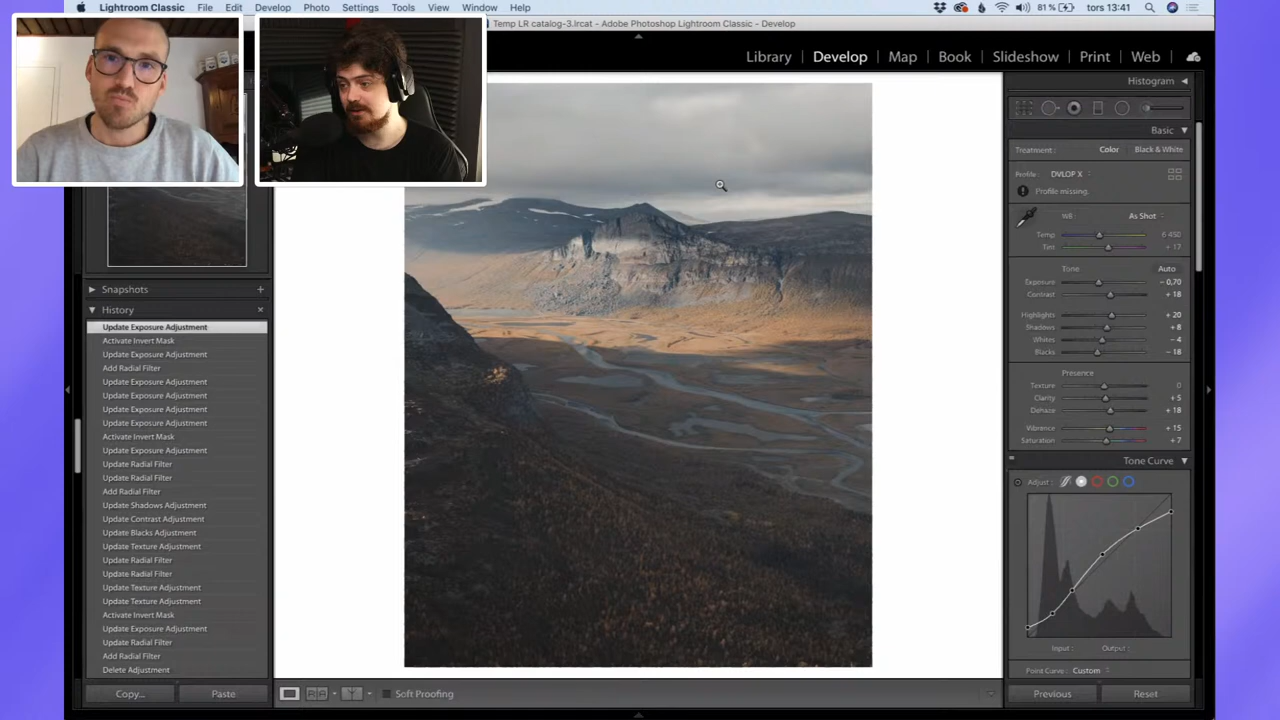 Lightroom Classic File Edit Develop Photo Settings Tools View Window Help 81% tors 13:41
Temp LR catalog-3.lrcat - Adobe Photoshop Lightroom Classic - Develop
Library Develop Map Book Slideshow Print Web
Histogram
Basic
Treatment: Color Black & White
Profile: DVLOP X
Profile missing.
WB: As Shot
Temp 6 450
Tint + 17
Tone Auto
Exposure – 0,70
Contrast + 18
Highlights + 20
Shadows + 8
Whites – 4
Blacks – 18
Presence
Texture 0
Clarity + 5
Dehaze + 18
Vibrance + 15
Saturation + 7
Tone Curve
Adjust :
Input : Output :
Point Curve: Custom
Previous Reset
Snapshots +
History
Update Exposure Adjustment
Activate Invert Mask
Update Exposure Adjustment
Add Radial Filter
Update Exposure Adjustment
Update Exposure Adjustment
Update Exposure Adjustment
Update Exposure Adjustment
Activate Invert Mask
Update Exposure Adjustment
Update Radial Filter
Update Radial Filter
Add Radial Filter
Update Shadows Adjustment
Update Contrast Adjustment
Update Blacks Adjustment
Update Texture Adjustment
Update Radial Filter
Update Radial Filter
Update Texture Adjustment
Update Texture Adjustment
Activate Invert Mask
Update Exposure Adjustment
Update Radial Filter
Add Radial Filter
Delete Adjustment
Copy... Paste
Soft Proofing